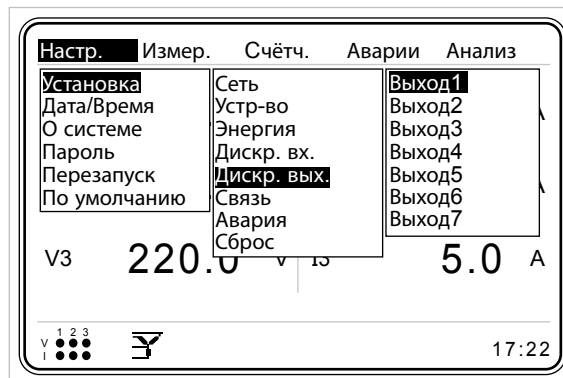 Настр. Измер. Счётч. Аварии Анализ
Установка
Дата/Время
О системе
Пароль
Перезапуск
По умолчанию
Сеть
Устр-во
Энергия
Дискр. вх.
Дискр. вых.
Связь
Авария
Сброс
Выход1
Выход2
Выход3
Выход4
Выход5
Выход6
Выход7
V3 220.0 V I3 5.0 A
1 2 3
V
I
17:22